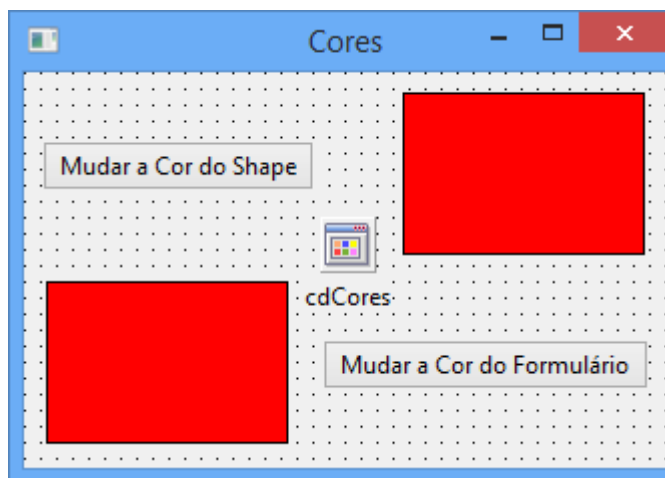 Cores
Mudar a Cor do Shape
cdCores
Mudar a Cor do Formulário